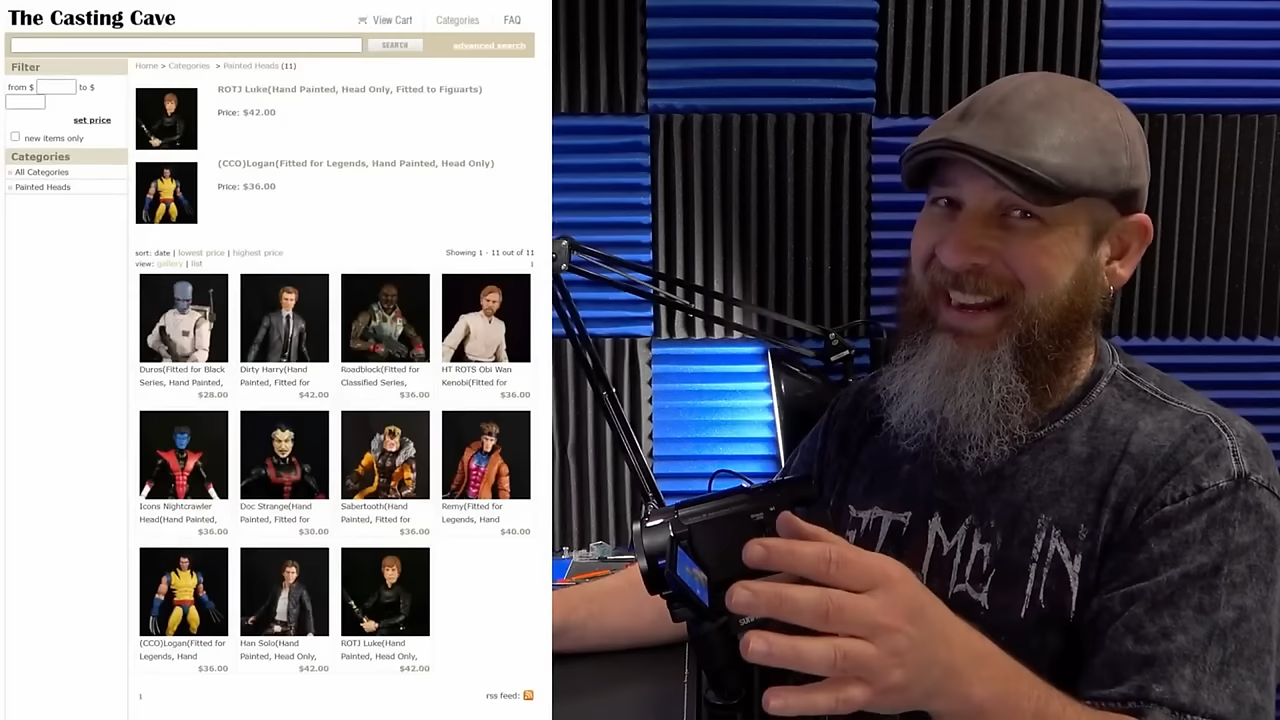 The Casting Cave
View Cart
Categories
FAQ
SEARCH
advanced search
Filter
from $ to $
set price
new items only
Categories
All Categories
Painted Heads
Home > Categories > Painted Heads (11)
ROTJ Luke(Hand Painted, Head Only, Fitted to Figuarts)
Price: $42.00
(CCO)Logan(Fitted for Legends, Hand Painted, Head Only)
Price: $36.00
sort: date | lowest price | highest price
Showing 1 - 11 out of 11
view: gallery | list
1
Duros(Fitted for Black
Series, Hand Painted,
$28.00
Dirty Harry(Hand
Painted, Fitted for
$42.00
Roadblock(Fitted for
Classified Series,
$36.00
HT ROTS Obi Wan
Kenobi(Fitted for
$36.00
Icons Nightcrawler
Head(Hand Painted,
$36.00
Doc Strange(Hand
Painted, Fitted for
$30.00
Sabertooth(Hand
Painted, Fitted for
$36.00
Remy(Fitted for
Legends, Hand
$40.00
(CCO)Logan(Fitted for
Legends, Hand
$36.00
Han Solo(Hand
Painted, Head Only,
$42.00
ROTJ Luke(Hand
Painted, Head Only,
$42.00
1
rss feed:
ME IN